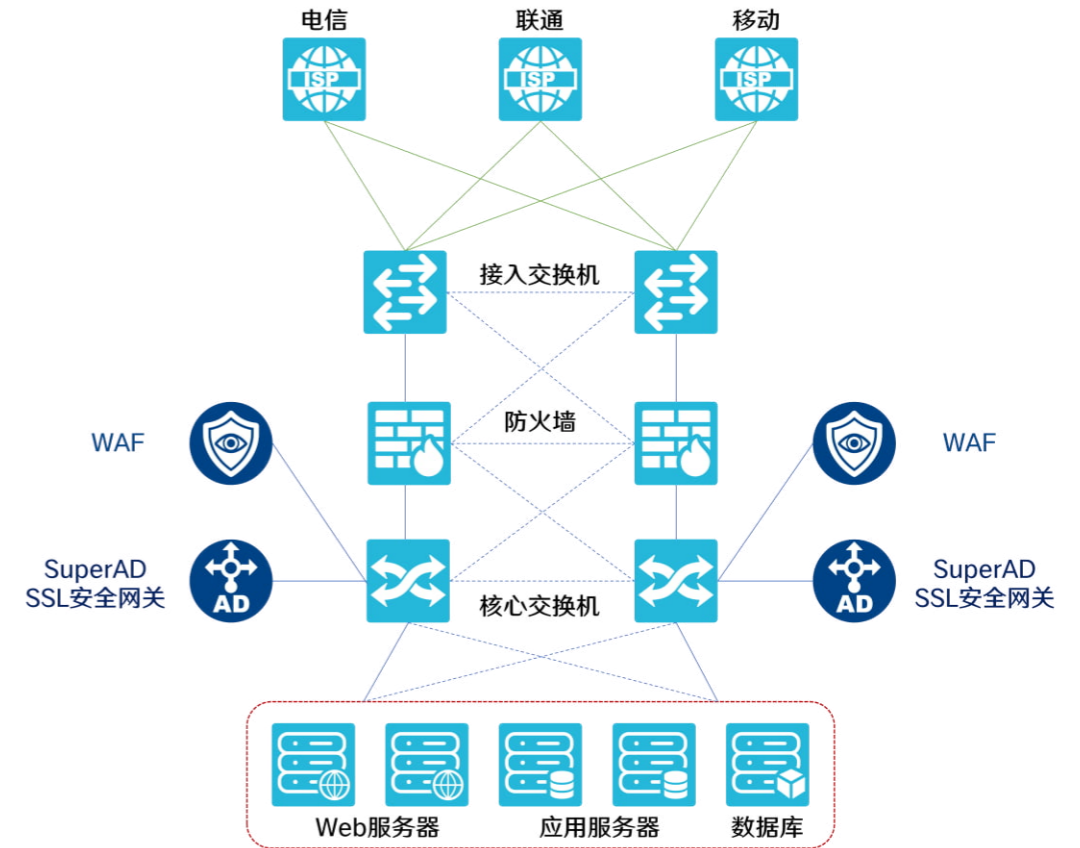 电信
联通
移动
ISP
ISP
ISP
接入交换机
防火墙
WAF
WAF
SuperAD
SSL安全网关
AD
核心交换机
AD
SuperAD
SSL安全网关
Web服务器
应用服务器
数据库